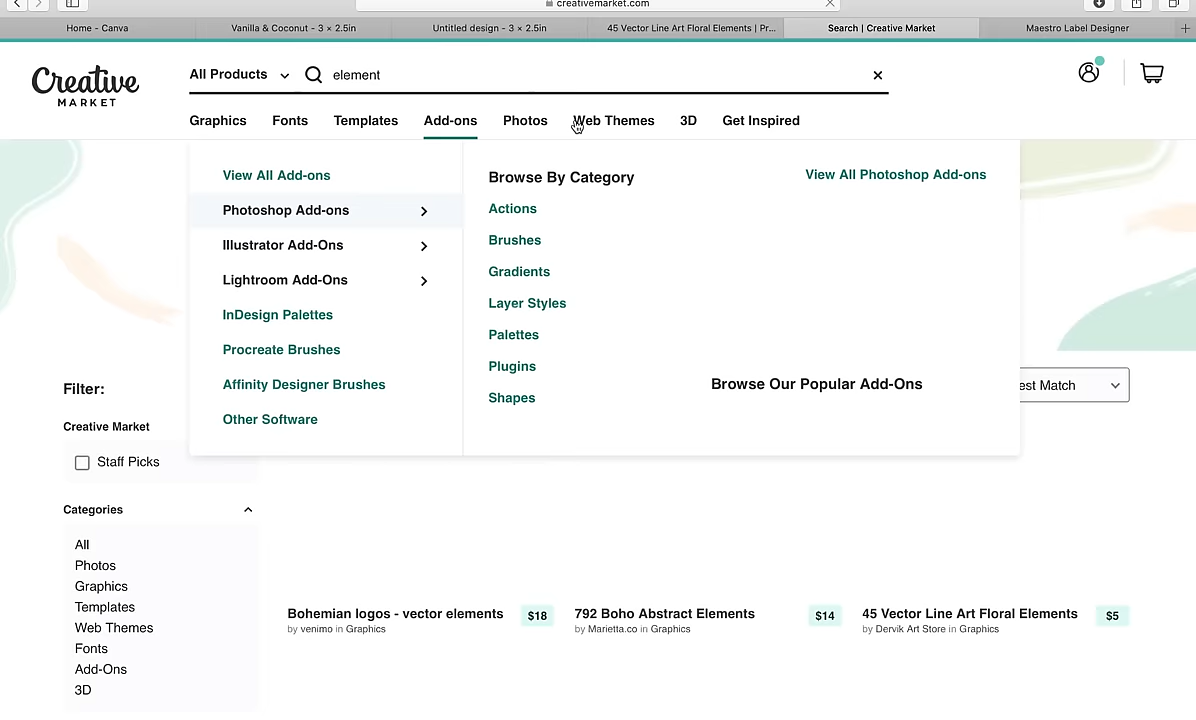 creativemarket.com
Home - Canva
Vanilla & Coconut - 3 × 2.5in
Untitled design - 3 × 2.5in
45 Vector Line Art Floral Elements | Pr...
Search | Creative Market
Maestro Label Designer
Creative
MARKET
All Products
element
Graphics
Fonts
Templates
Add-ons
Photos
Web Themes
3D
Get Inspired
View All Add-ons
Photoshop Add-ons
Illustrator Add-Ons
Lightroom Add-Ons
InDesign Palettes
Procreate Brushes
Affinity Designer Brushes
Other Software
Browse By Category
View All Photoshop Add-ons
Actions
Brushes
Gradients
Layer Styles
Palettes
Plugins
Shapes
Browse Our Popular Add-Ons
est Match
Filter:
Creative Market
Staff Picks
Categories
All
Photos
Graphics
Templates
Web Themes
Fonts
Add-Ons
3D
Bohemian logos - vector elements
$18
by venimo in Graphics
792 Boho Abstract Elements
$14
by Marietta.co in Graphics
45 Vector Line Art Floral Elements
$5
by Dervik Art Store in Graphics